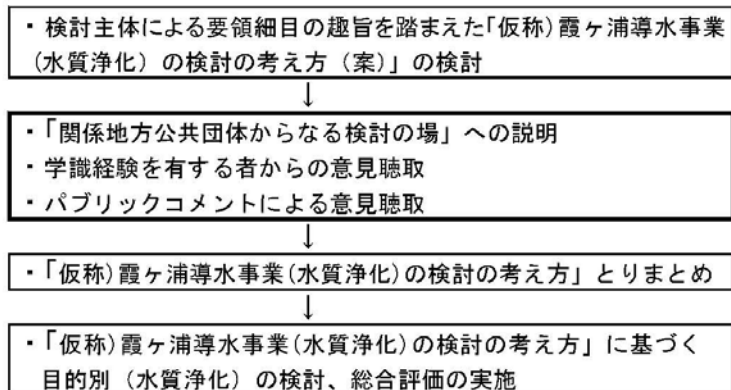 ・検討主体による要領細目の趣旨を踏まえた「仮称)霞ヶ浦導水事業
(水質浄化)の検討の考え方(案)」の検討
↓
・「関係地方公共団体からなる検討の場」への説明
・学識経験を有する者からの意見聴取
・パブリックコメントによる意見聴取
↓
・「仮称)霞ヶ浦導水事業(水質浄化)の検討の考え方」とりまとめ
↓
・「仮称)霞ヶ浦導水事業(水質浄化)の検討の考え方」に基づく
目的別(水質浄化)の検討、総合評価の実施